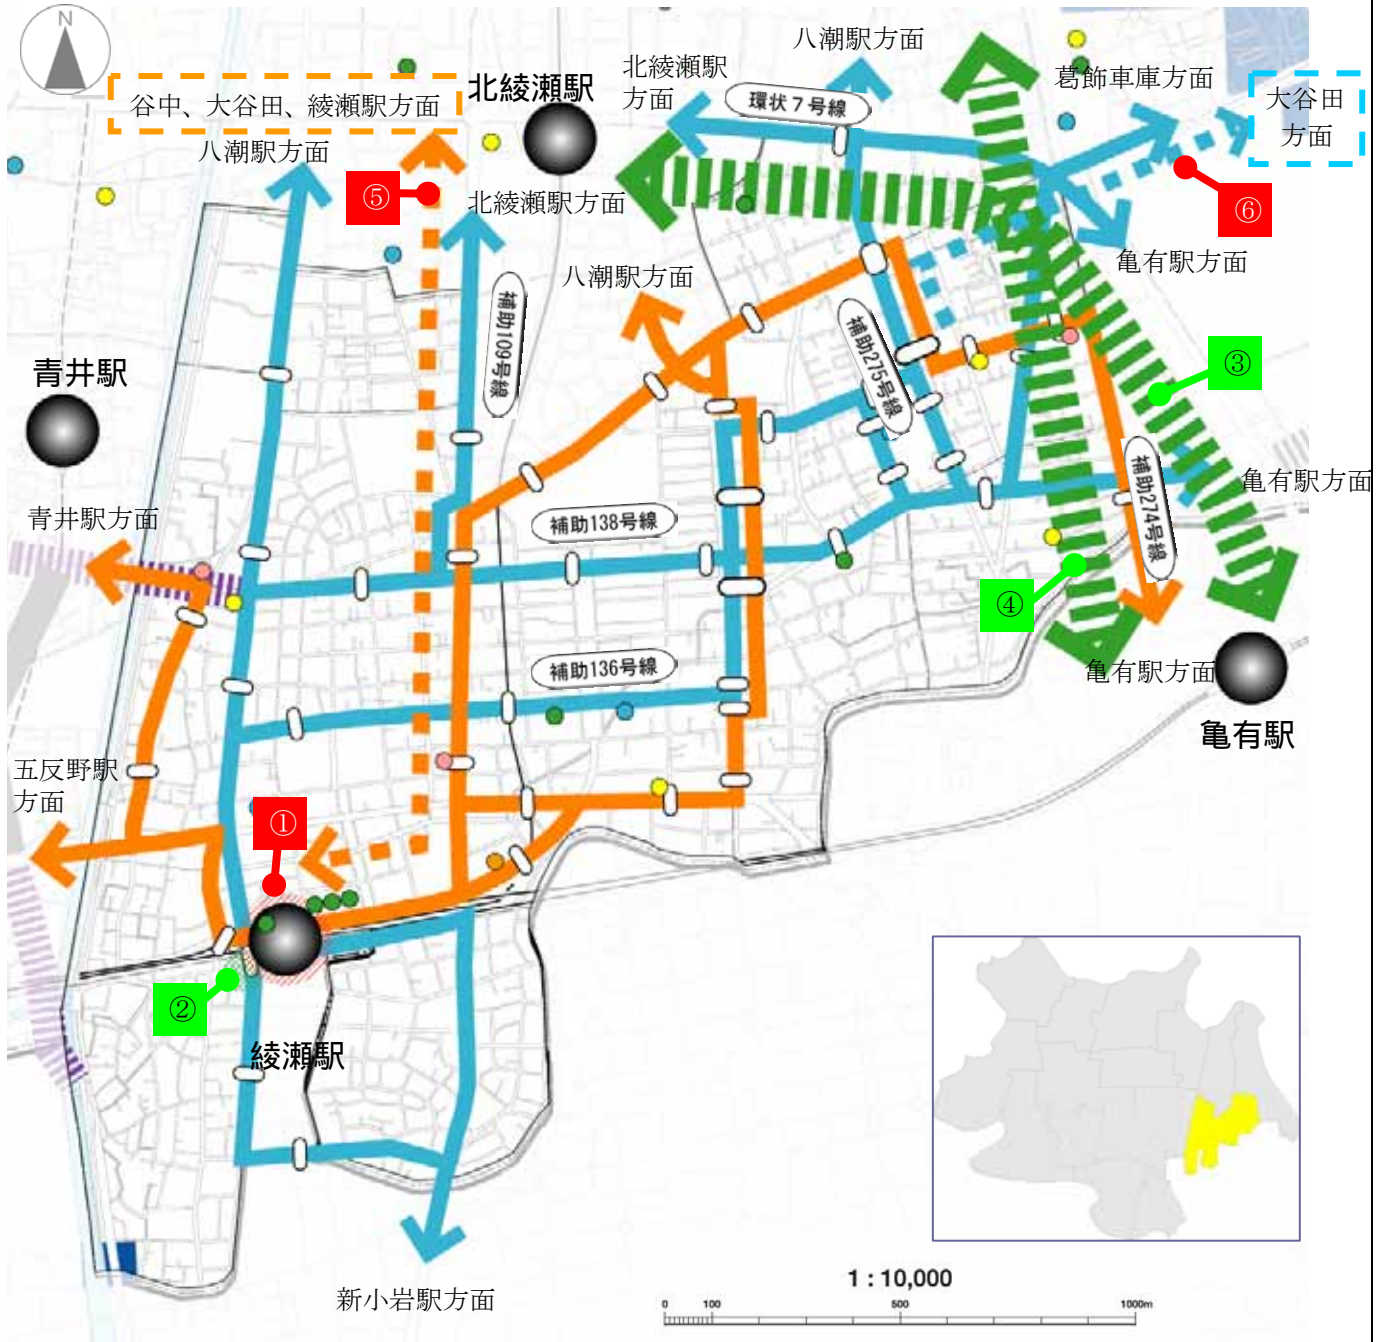 N
八潮駅方面
北綾瀬駅
方面
葛飾車庫方面
大谷田
方面
北綾瀬駅
谷中、大谷田、綾瀬駅方面
環状７号線
八潮駅方面
⑤
北綾瀬駅方面
⑥
亀有駅方面
八潮駅方面
補助109号線
補助275号線
青井駅
③
補助274号線
亀有駅方面
青井駅方面
補助138号線
④
補助136号線
亀有駅方面
亀有駅
五反野駅
方面
①
②
綾瀬駅
1：10,000
0 100 500 1000m
新小岩駅方面